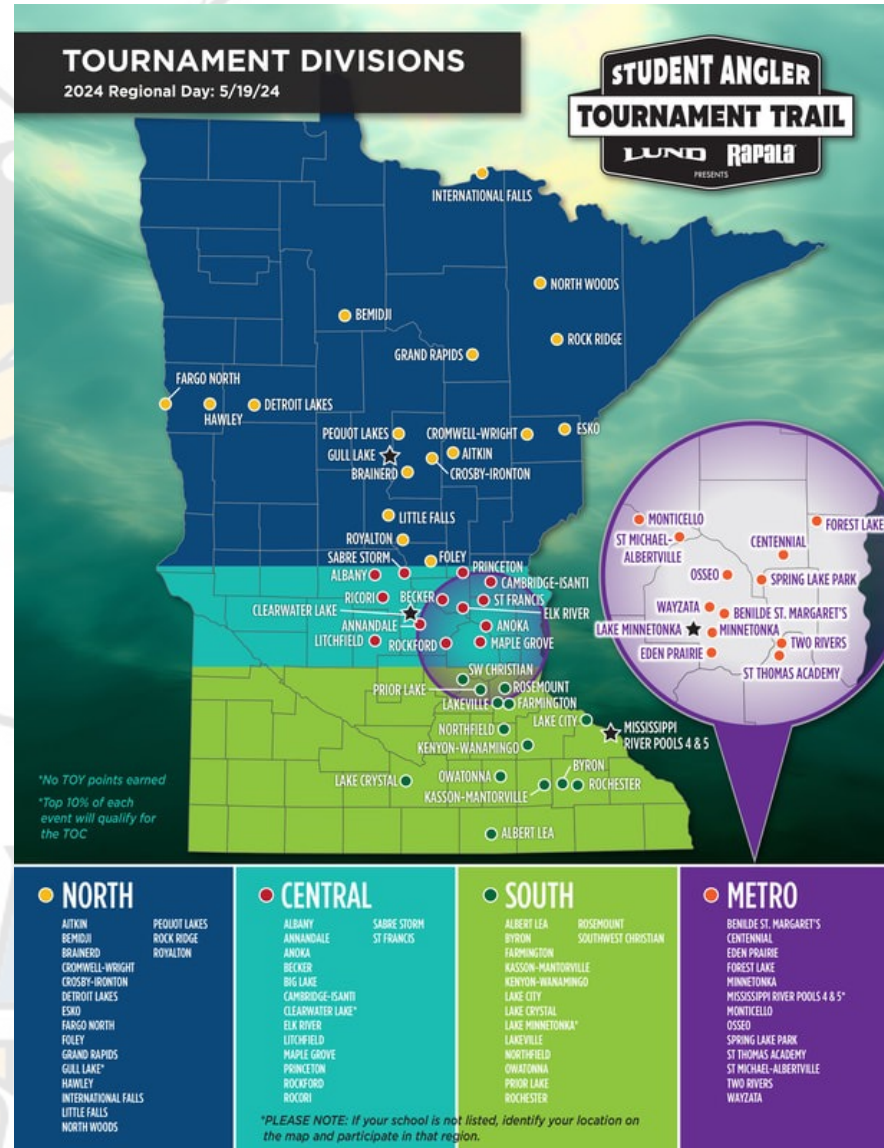 TOURNAMENT DIVISIONS
2024 Regional Day: 5/19/24
STUDENT ANGLER
TOURNAMENT TRAIL
LUND Rapala
PRESENTS
INTERNATIONAL FALLS
NORTH WOODS
BEMIDJI
ROCK RIDGE
GRAND RAPIDS
FARGO NORTH
HAWLEY
DETROIT LAKES
PEQUOT LAKES
CROMWELL-WRIGHT
ESKO
GULL LAKE
AITKIN
BRAINERD
CROSBY-IRONTON
LITTLE FALLS
ROYALTON
SABRE STORM
FOLEY
PRINCETON
ALBANY
CAMBRIDGE-ISANTI
RICORI
BECKER
ST FRANCIS
CLEARWATER LAKE
ELK RIVER
ANNANDALE
ANOKA
LITCHFIELD
ROCKFORD
MAPLE GROVE
SW CHRISTIAN
PRIOR LAKE
ROSEMOUNT
LAKEVILLE
FARMINGTON
LAKE CITY
NORTHFIELD
MISSISSIPPI
RIVER POOLS 4 & 5
KENYON-WANAMINGO
BYRON
LAKE CRYSTAL
OWATONNA
ROCHESTER
KASSON-MANTORVILLE
ALBERT LEA
MONTICELLO
FOREST LAKE
ST MICHAEL-
ALBERTVILLE
CENTENNIAL
OSSEO
SPRING LAKE PARK
WAYZATA
BENILDE ST. MARGARET'S
LAKE MINNETONKA
MINNETONKA
TWO RIVERS
EDEN PRAIRIE
ST THOMAS ACADEMY
*No TOY points earned
*Top 10% of each
event will qualify for
the TOC
NORTH
AITKIN
BEMIDJI
BRAINERD
CROMWELL-WRIGHT
CROSBY-IRONTON
DETROIT LAKES
ESKO
FARGO NORTH
FOLEY
GRAND RAPIDS
GULL LAKE*
HAWLEY
INTERNATIONAL FALLS
LITTLE FALLS
NORTH WOODS
PEQUOT LAKES
ROCK RIDGE
ROYALTON
CENTRAL
ALBANY
ANNANDALE
ANOKA
BECKER
BIG LAKE
CAMBRIDGE-ISANTI
CLEARWATER LAKE*
ELK RIVER
LITCHFIELD
MAPLE GROVE
PRINCETON
ROCKFORD
ROCORI
SABRE STORM
ST FRANCIS
SOUTH
ALBERT LEA
BYRON
FARMINGTON
KASSON-MANTORVILLE
KENYON-WANAMINGO
LAKE CITY
LAKE CRYSTAL
LAKE MINNETONKA*
LAKEVILLE
NORTHFIELD
OWATONNA
PRIOR LAKE
ROCHESTER
ROSEMOUNT
SOUTHWEST CHRISTIAN
METRO
BENILDE ST. MARGARET'S
CENTENNIAL
EDEN PRAIRIE
FOREST LAKE
MINNETONKA
MISSISSIPPI RIVER POOLS 4 & 5*
MONTICELLO
OSSEO
SPRING LAKE PARK
ST THOMAS ACADEMY
ST MICHAEL-ALBERTVILLE
TWO RIVERS
WAYZATA
*PLEASE NOTE: If your school is not listed, identify your location on
the map and participate in that region.